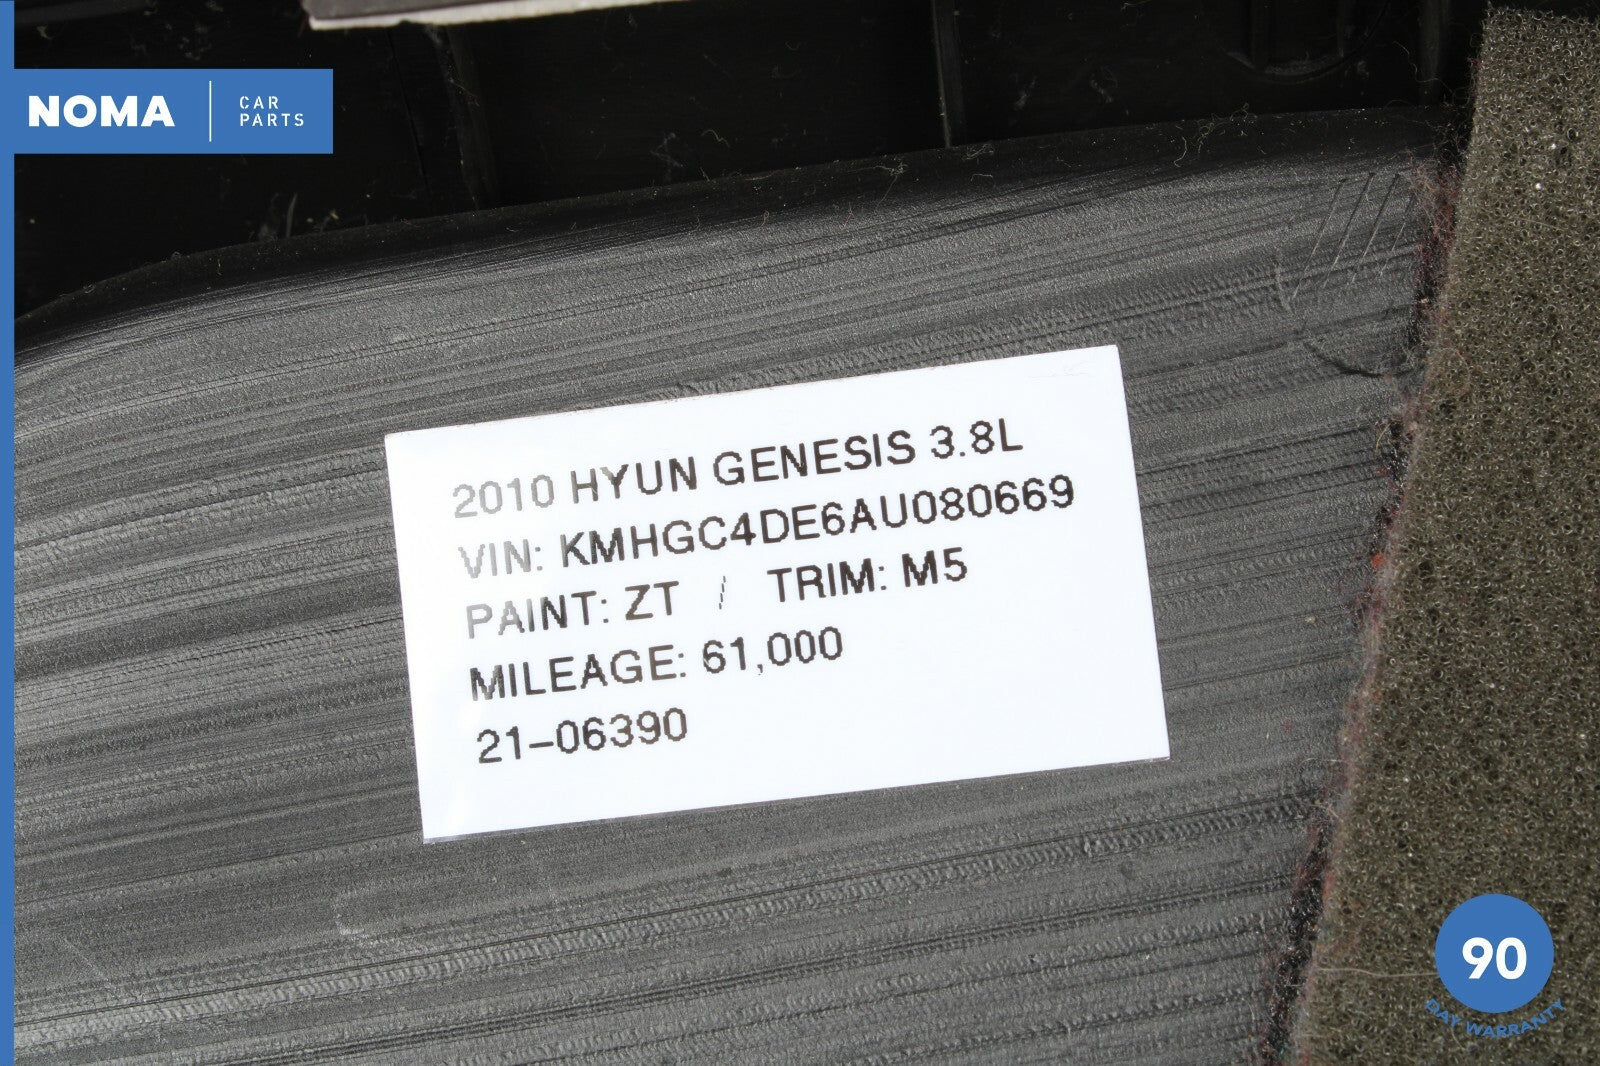 NOMA
CAR
PARTS
2010 HYUN GENESIS 3.8L
VIN: KMHGC4DE6AU080669
PAINT: ZT / TRIM: M5
MILEAGE: 61,000
21-06390
90
DAY WARRANTY